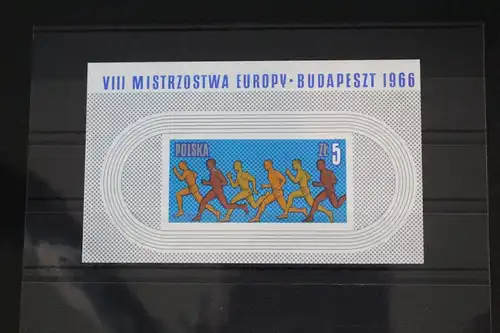 VIII MISTRZOSTWA EUROPY • BUDAPESZT 1966
POLSKA ZŁ 5